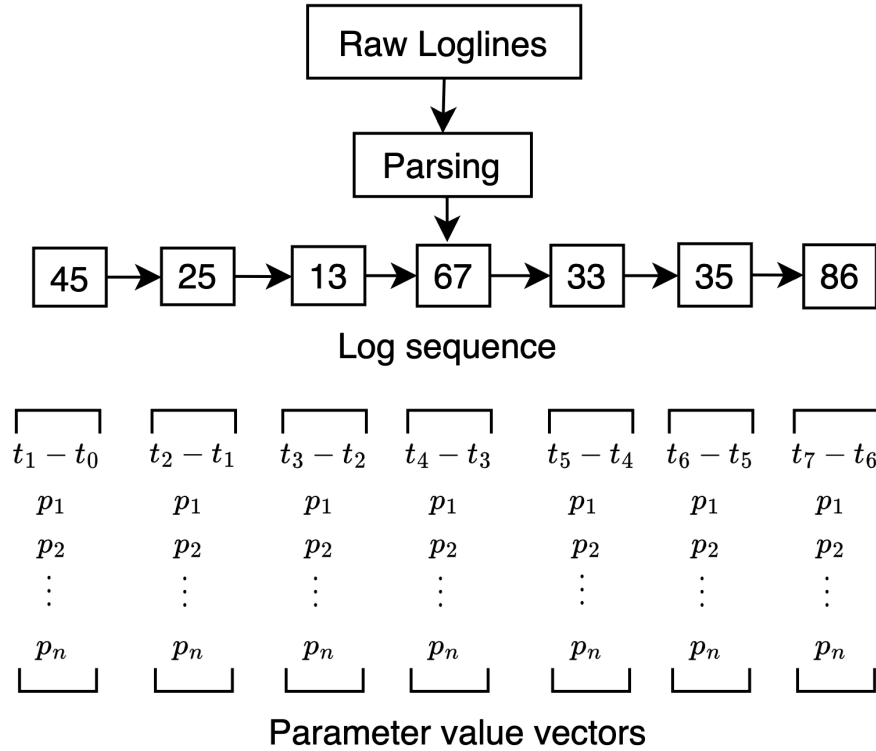 Raw Loglines
Parsing
45 25 13 67 33 35 86
Log sequence
t₁ − t₀ t₂ − t₁ t₃ − t₂ t₄ − t₃ t₅ − t₄ t₆ − t₅ t₇ − t₆
p₁ p₁ p₁ p₁ p₁ p₁ p₁
p₂ p₂ p₂ p₂ p₂ p₂ p₂
⋮ ⋮ ⋮ ⋮ ⋮ ⋮ ⋮
pₙ pₙ pₙ pₙ pₙ pₙ pₙ
Parameter value vectors